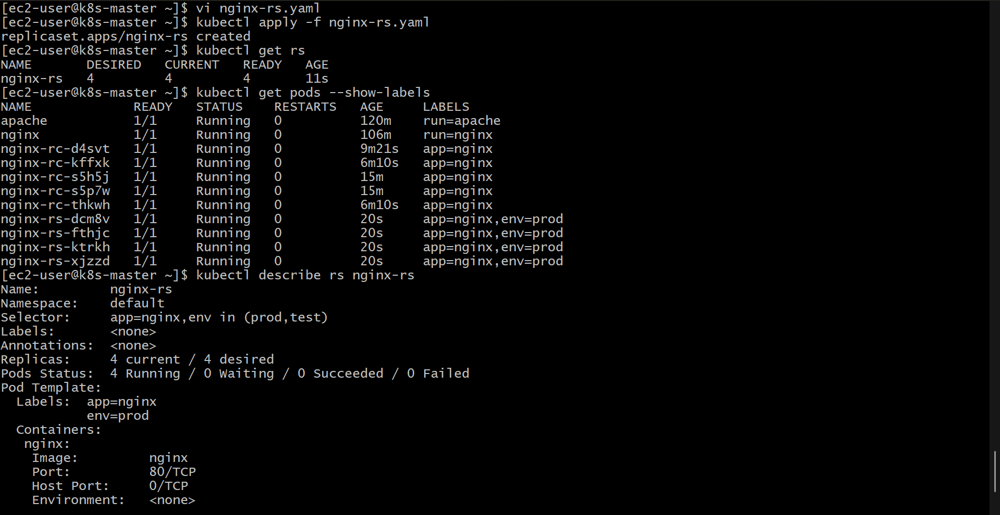 [ec2-user@k8s-master ~]$ vi nginx-rs.yaml
[ec2-user@k8s-master ~]$ kubectl apply -f nginx-rs.yaml
replicaset.apps/nginx-rs created
[ec2-user@k8s-master ~]$ kubectl get rs
NAME       DESIRED   CURRENT   READY   AGE
nginx-rs   4         4         4       11s
[ec2-user@k8s-master ~]$ kubectl get pods --show-labels
NAME             READY   STATUS    RESTARTS   AGE     LABELS
apache           1/1     Running   0          120m    run=apache
nginx            1/1     Running   0          106m    run=nginx
nginx-rc-d4svt   1/1     Running   0          9m21s   app=nginx
nginx-rc-kffxk   1/1     Running   0          6m10s   app=nginx
nginx-rc-s5h5j   1/1     Running   0          15m     app=nginx
nginx-rc-s5p7w   1/1     Running   0          15m     app=nginx
nginx-rc-thkwh   1/1     Running   0          6m10s   app=nginx
nginx-rs-dcm8v   1/1     Running   0          20s     app=nginx,env=prod
nginx-rs-fthjc   1/1     Running   0          20s     app=nginx,env=prod
nginx-rs-ktrkh   1/1     Running   0          20s     app=nginx,env=prod
nginx-rs-xjzzd   1/1     Running   0          20s     app=nginx,env=prod
[ec2-user@k8s-master ~]$ kubectl describe rs nginx-rs
Name:         nginx-rs
Namespace:    default
Selector:     app=nginx,env in (prod,test)
Labels:       <none>
Annotations:  <none>
Replicas:     4 current / 4 desired
Pods Status:  4 Running / 0 Waiting / 0 Succeeded / 0 Failed
Pod Template:
  Labels:  app=nginx
           env=prod
  Containers:
   nginx:
    Image:         nginx
    Port:          80/TCP
    Host Port:     0/TCP
    Environment:   <none>